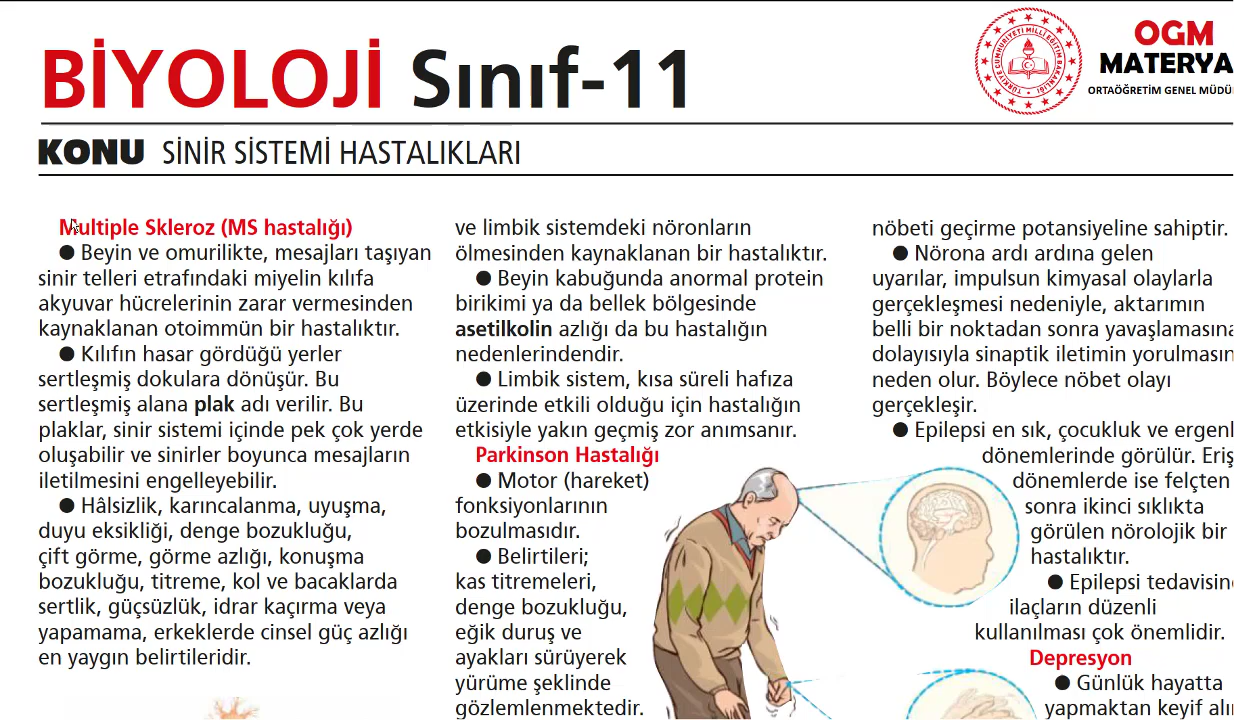 BİYOLOJİ Sınıf-11
OGM
MATERYA
ORTAÖĞRETİM GENEL MÜDÜ
KONU SİNİR SİSTEMİ HASTALIKLARI
Multiple Skleroz (MS hastalığı)
● Beyin ve omurilikte, mesajları taşıyan
sinir telleri etrafındaki miyelin kılıfa
akyuvar hücrelerinin zarar vermesinden
kaynaklanan otoimmün bir hastalıktır.
● Kılıfın hasar gördüğü yerler
sertleşmiş dokulara dönüşür. Bu
sertleşmiş alana plak adı verilir. Bu
plaklar, sinir sistemi içinde pek çok yerde
oluşabilir ve sinirler boyunca mesajların
iletilmesini engelleyebilir.
● Hâlsizlik, karıncalanma, uyuşma,
duyu eksikliği, denge bozukluğu,
çift görme, görme azlığı, konuşma
bozukluğu, titreme, kol ve bacaklarda
sertlik, güçsüzlük, idrar kaçırma veya
yapamama, erkeklerde cinsel güç azlığı
en yaygın belirtileridir.
ve limbik sistemdeki nöronların
ölmesinden kaynaklanan bir hastalıktır.
● Beyin kabuğunda anormal protein
birikimi ya da bellek bölgesinde
asetilkolin azlığı da bu hastalığın
nedenlerindendir.
● Limbik sistem, kısa süreli hafıza
üzerinde etkili olduğu için hastalığın
etkisiyle yakın geçmiş zor anımsanır.
Parkinson Hastalığı
● Motor (hareket)
fonksiyonlarının
bozulmasıdır.
● Belirtileri;
kas titremeleri,
denge bozukluğu,
eğik duruş ve
ayakları sürüyerek
yürüme şeklinde
gözlemlenmektedir.
nöbeti geçirme potansiyeline sahiptir.
● Nörona ardı ardına gelen
uyarılar, impulsun kimyasal olaylarla
gerçekleşmesi nedeniyle, aktarımın
belli bir noktadan sonra yavaşlamasına
dolayısıyla sinaptik iletimin yorulmasın
neden olur. Böylece nöbet olayı
gerçekleşir.
● Epilepsi en sık, çocukluk ve ergenl
dönemlerinde görülür. Eriş
dönemlerde ise felçten
sonra ikinci sıklıkta
görülen nörolojik bir
hastalıktır.
● Epilepsi tedavisind
ilaçların düzenli
kullanılması çok önemlidir.
Depresyon
● Günlük hayatta
yapmaktan keyif alı